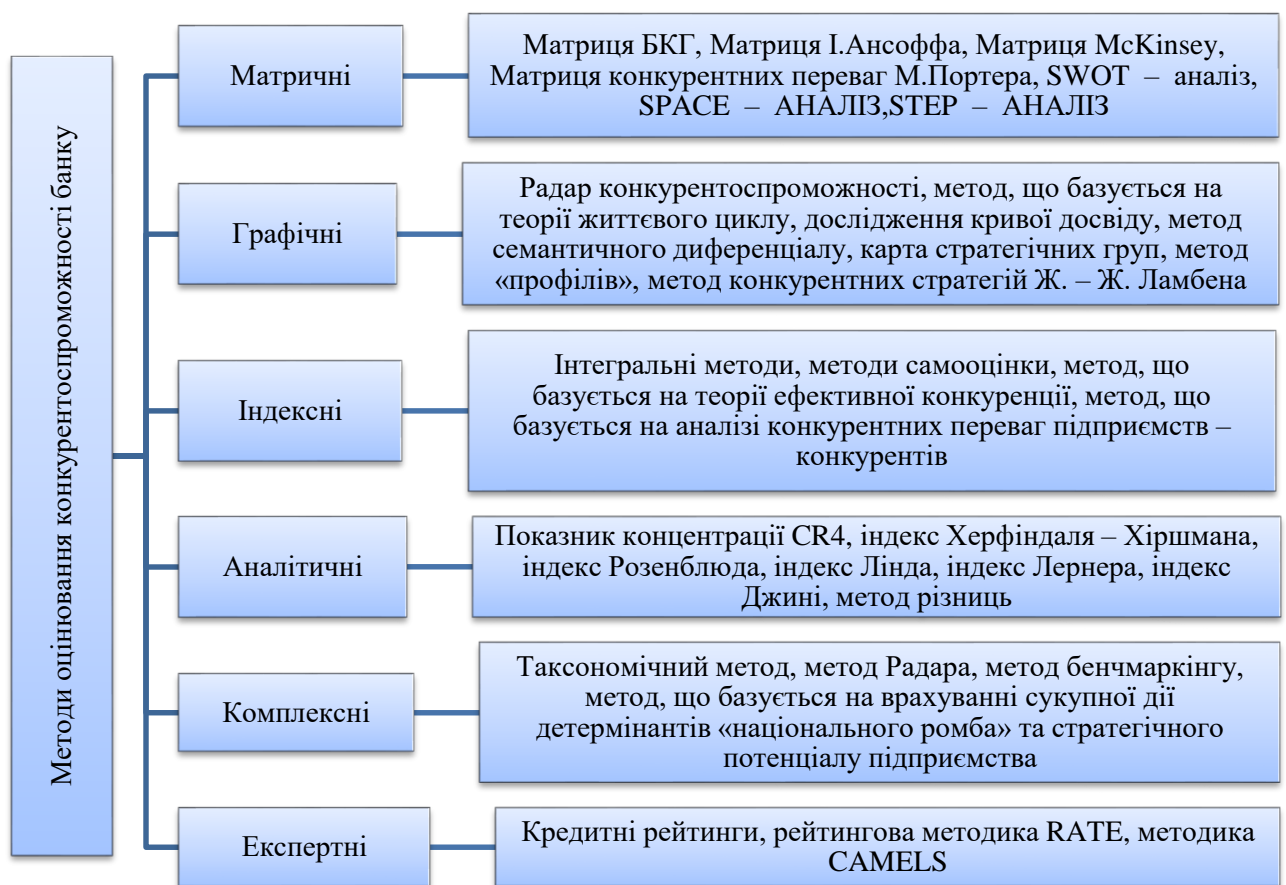 Методи оцінювання конкурентоспроможності банку
Матричні
Матриця БКГ, Матриця І.Ансоффа, Матриця McKinsey,
Матриця конкурентних переваг М.Портера, SWOT – аналіз,
SPACE – АНАЛІЗ,STEP – АНАЛІЗ
Графічні
Радар конкурентоспроможності, метод, що базується на
теорії життєвого циклу, дослідження кривої досвіду, метод
семантичного диференціалу, карта стратегічних груп, метод
«профілів», метод конкурентних стратегій Ж. – Ж. Ламбена
Індексні
Інтегральні методи, методи самооцінки, метод, що
базується на теорії ефективної конкуренції, метод, що
базується на аналізі конкурентних переваг підприємств –
конкурентів
Аналітичні
Показник концентрації CR4, індекс Херфіндаля – Хіршмана,
індекс Розенблюда, індекс Лінда, індекс Лернера, індекс
Джині, метод різниць
Комплексні
Таксономічний метод, метод Радара, метод бенчмаркінгу,
метод, що базується на врахуванні сукупної дії
детермінантів «національного ромба» та стратегічного
потенціалу підприємства
Експертні
Кредитні рейтинги, рейтингова методика RATE, методика
CAMELS